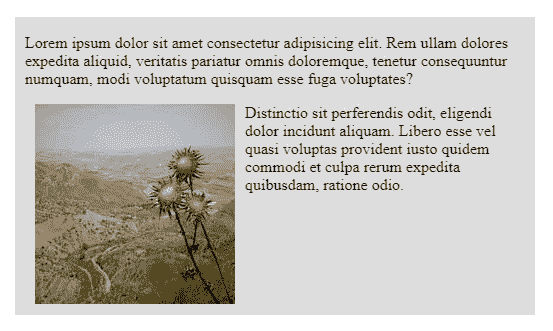 Lorem ipsum dolor sit amet consectetur adipisicing elit. Rem ullam dolores
expedita aliquid, veritatis pariatur omnis doloremque, tenetur consequuntur
numquam, modi voluptatum quisquam esse fuga voluptates?
Distinctio sit perferendis odit, eligendi
dolor incidunt aliquam. Libero esse vel
quasi voluptas provident iusto quidem
commodi et culpa rerum expedita
quibusdam, ratione odio.